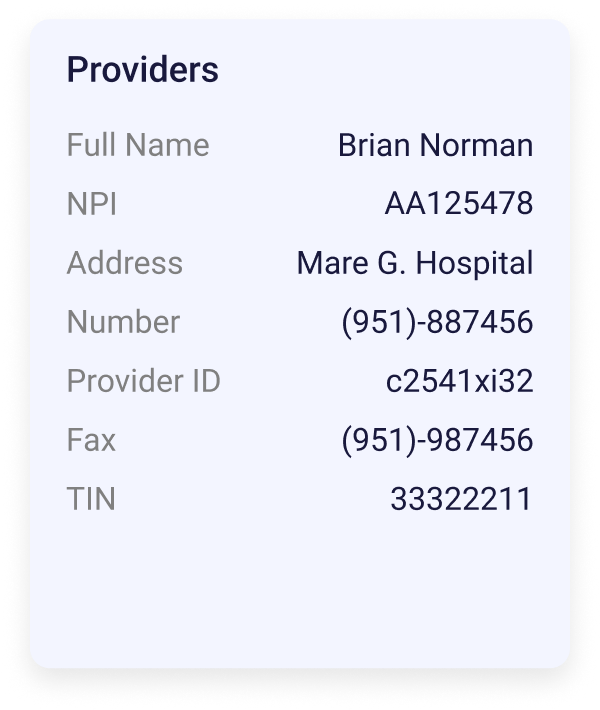 Providers
Full Name Brian Norman
NPI AA125478
Address Mare G. Hospital
Number (951)-887456
Provider ID c2541xi32
Fax (951)-987456
TIN 33322211